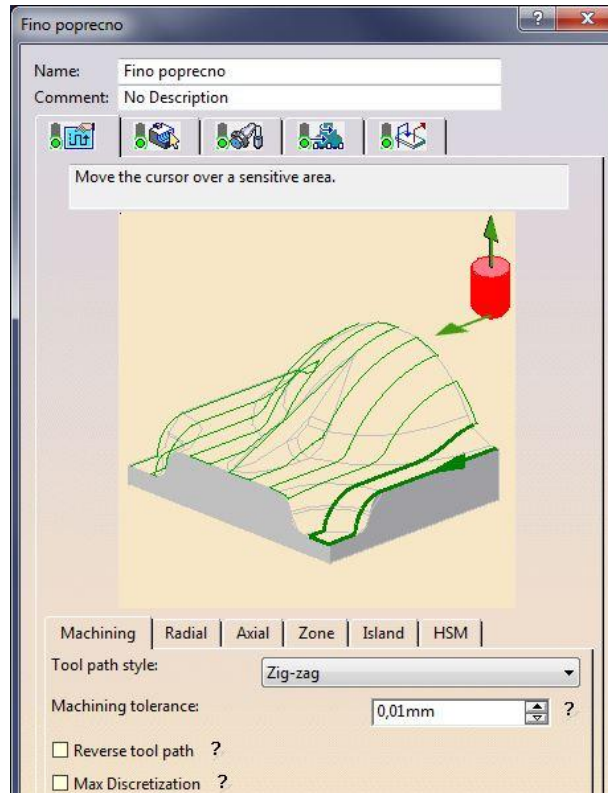 Fino poprecno
Name: Fino poprecno
Comment: No Description
Move the cursor over a sensitive area.
Machining Radial Axial Zone Island HSM
Tool path style: Zig-zag
Machining tolerance: 0,01mm ?
Reverse tool path ?
Max Discretization ?